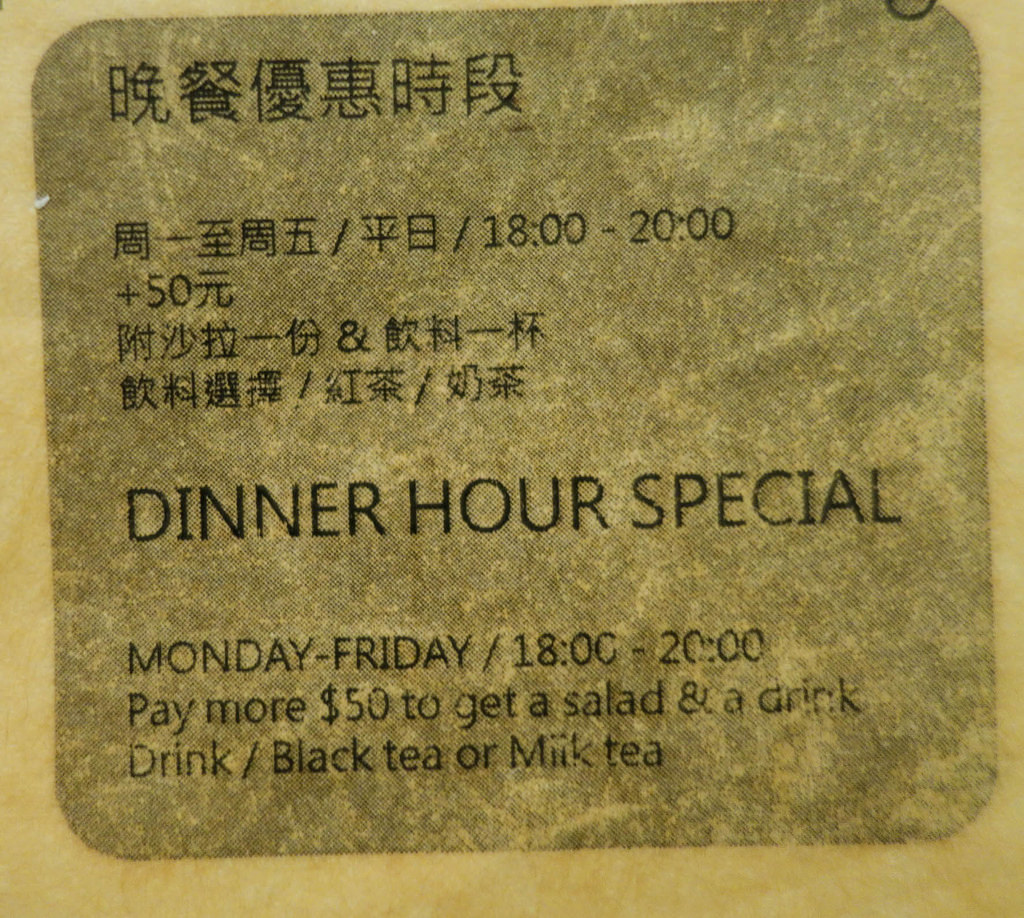 晚餐優惠時段
周一至周五 / 平日 / 18:00 - 20:00
+50元
附沙拉一份 & 飲料一杯
飲料選擇 / 紅茶 / 奶茶
DINNER HOUR SPECIAL
MONDAY-FRIDAY / 18:00 - 20:00
Pay more $50 to get a salad & a drink
Drink / Black tea or Milk tea